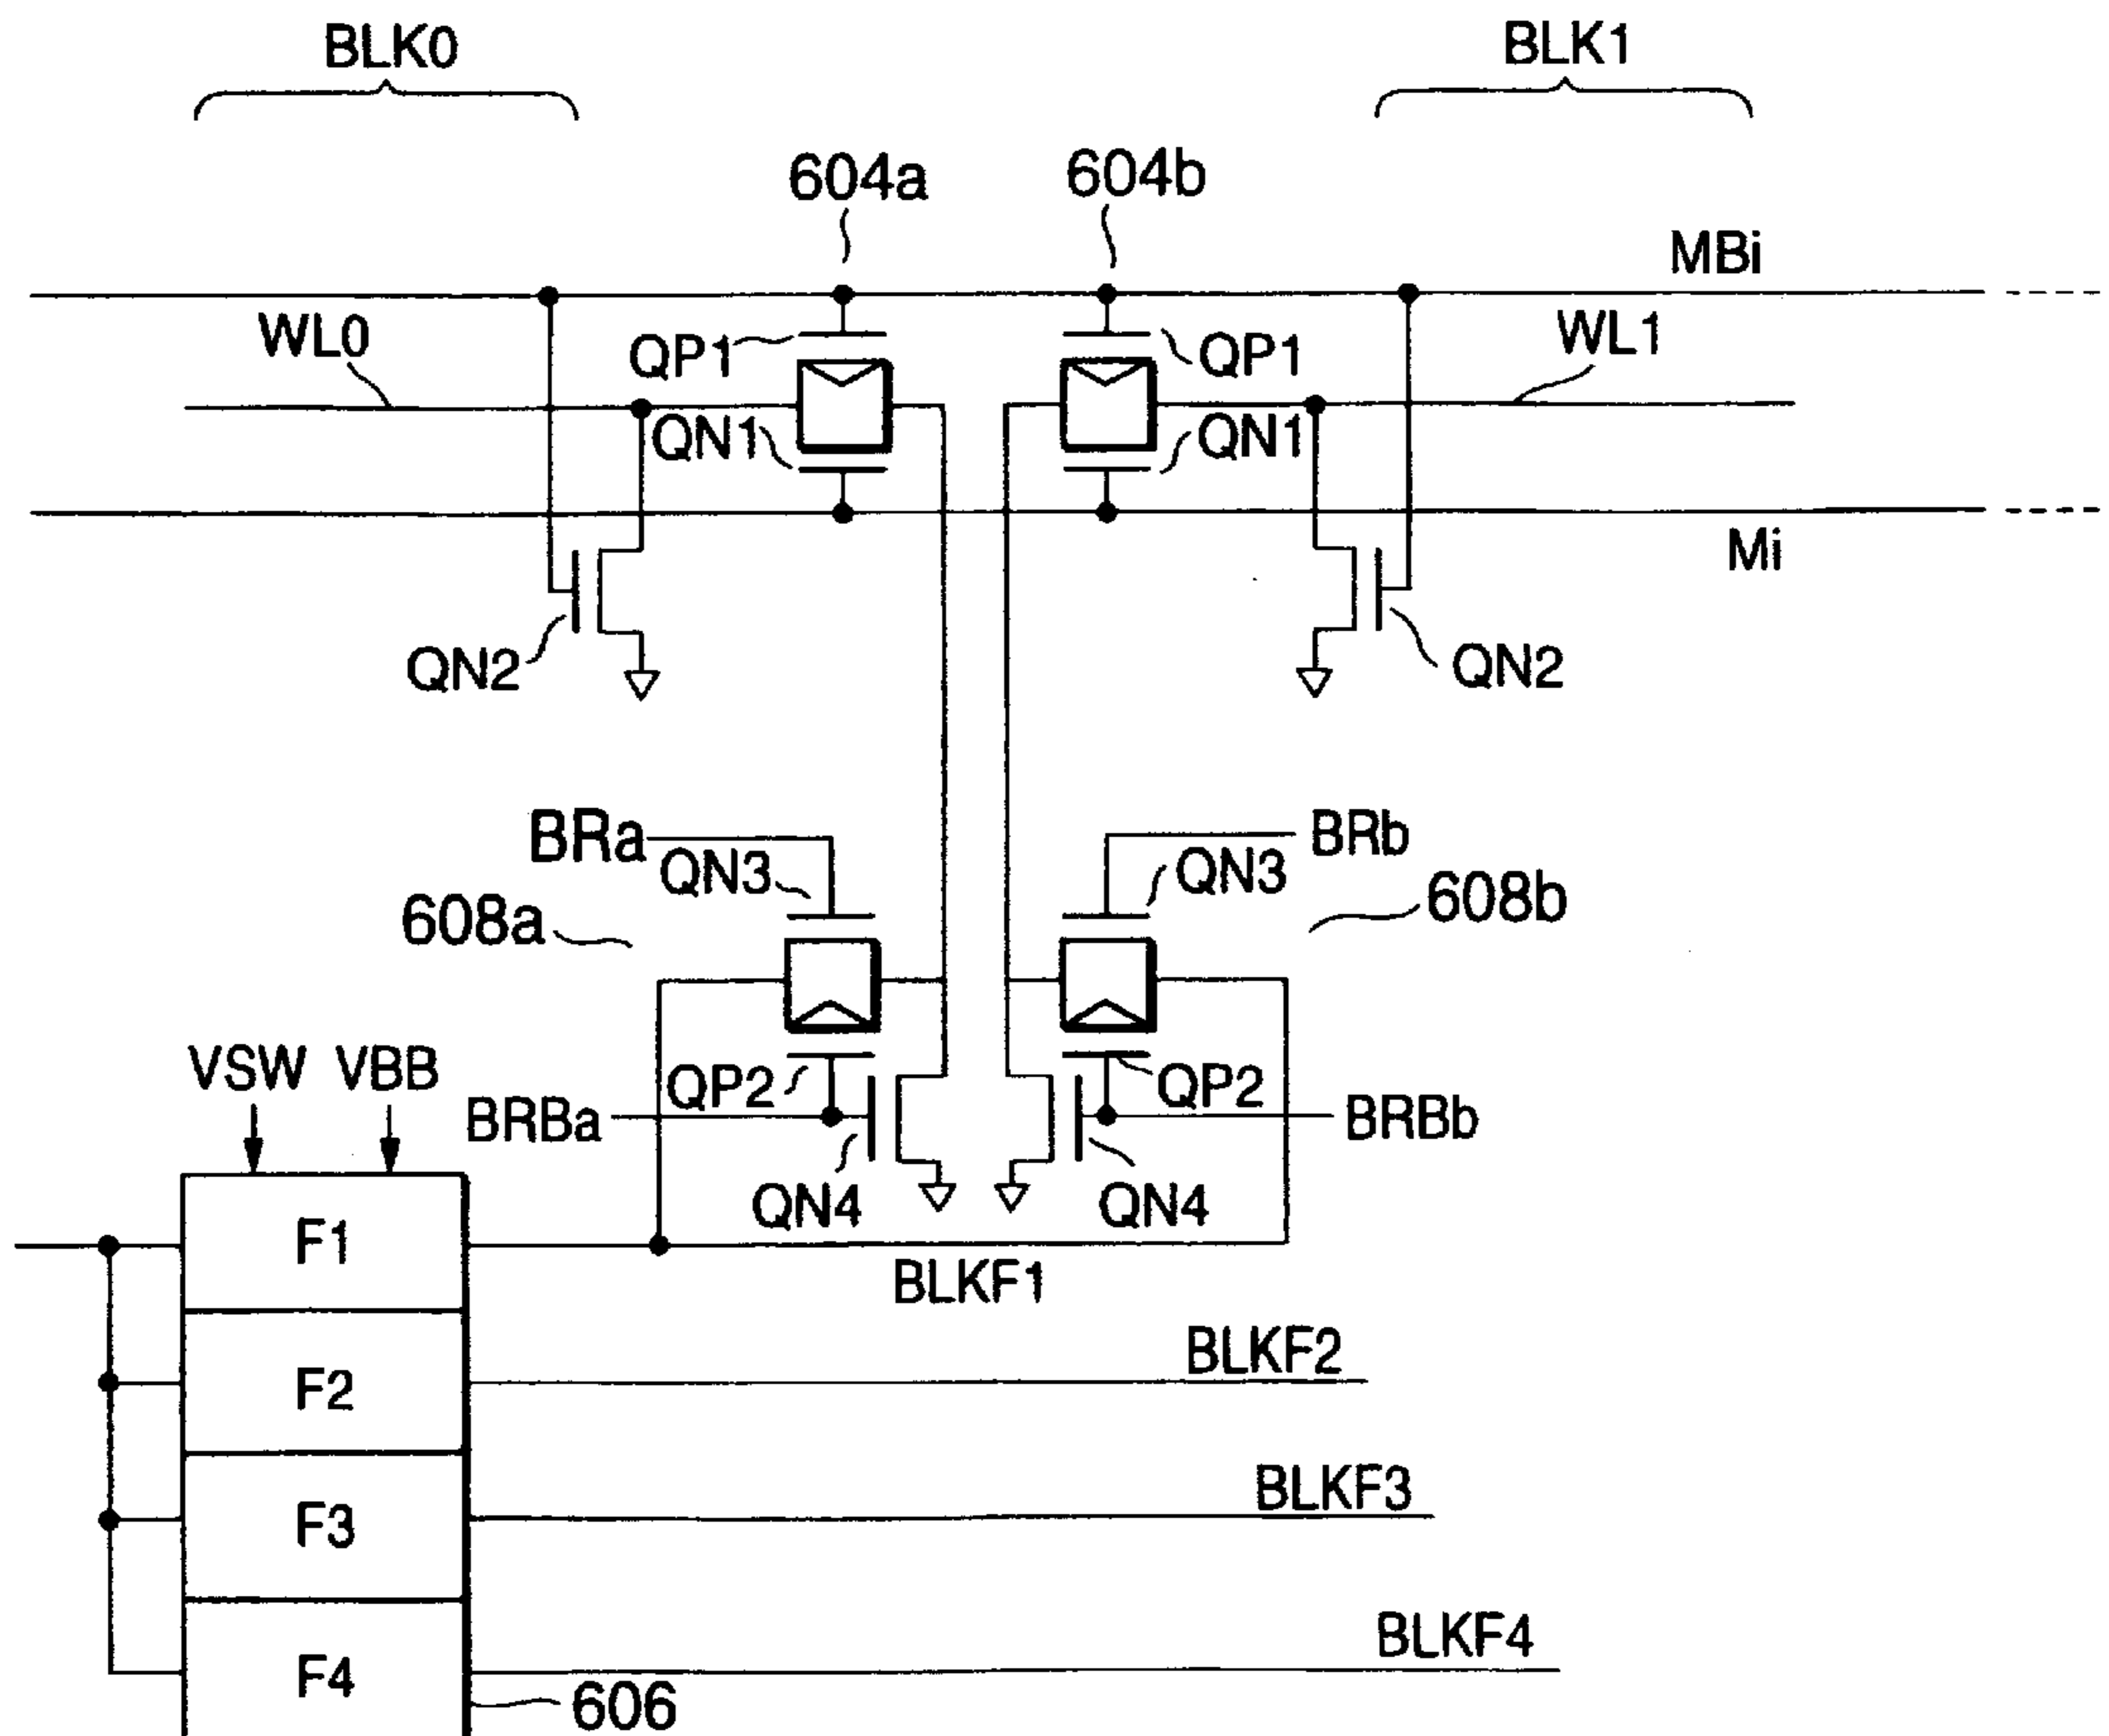 BLK0
BLK1
604a
604b
MBi
WL0
QP1
QP1
WL1
QN1
QN1
Mi
QN2
QN2
BRa
BRb
QN3
QN3
608a
608b
VSW
VBB
QP2
QP2
BRBa
BRBb
QN4
QN4
F1
BLKF1
BLKF2
F2
BLKF3
F3
BLKF4
F4
606